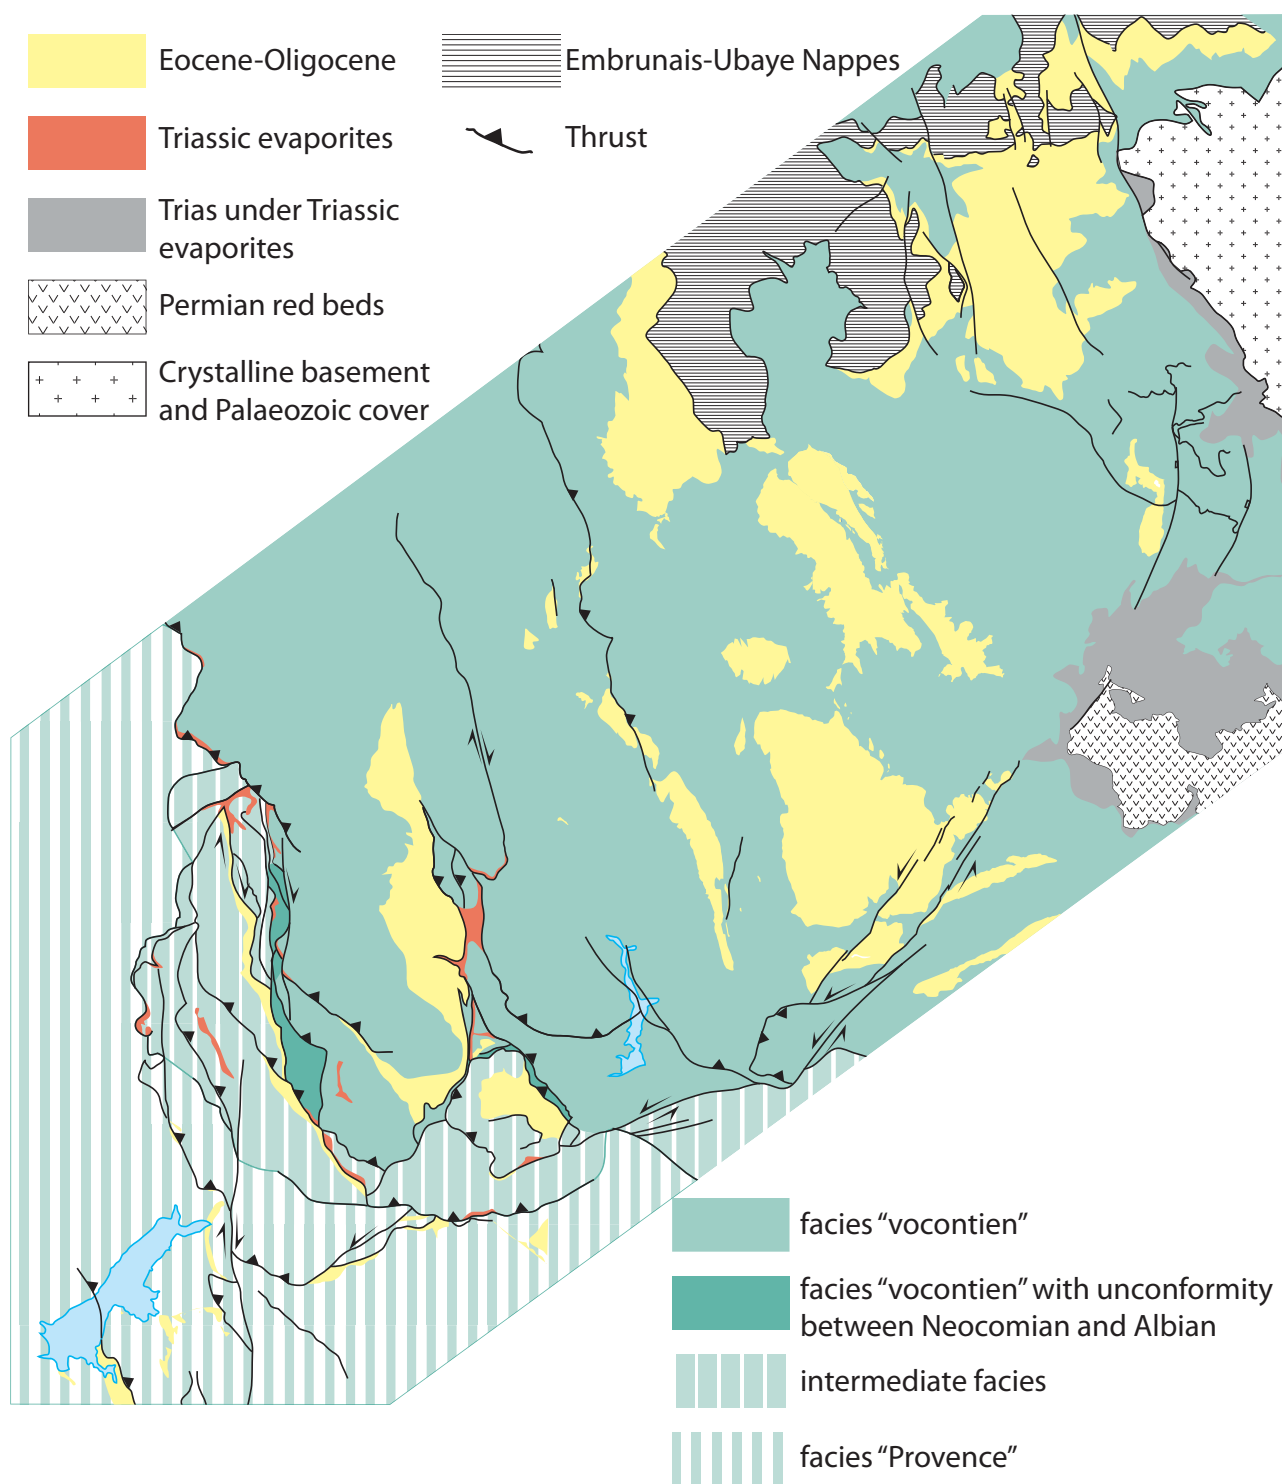 Eocene-Oligocene
Triassic evaporites
Trias under Triassic
evaporites
Permian red beds
Crystalline basement
and Palaeozoic cover
Embrunais-Ubaye Nappes
Thrust
facies “vocontien”
facies “vocontien” with unconformity
between Neocomian and Albian
intermediate facies
facies “Provence”